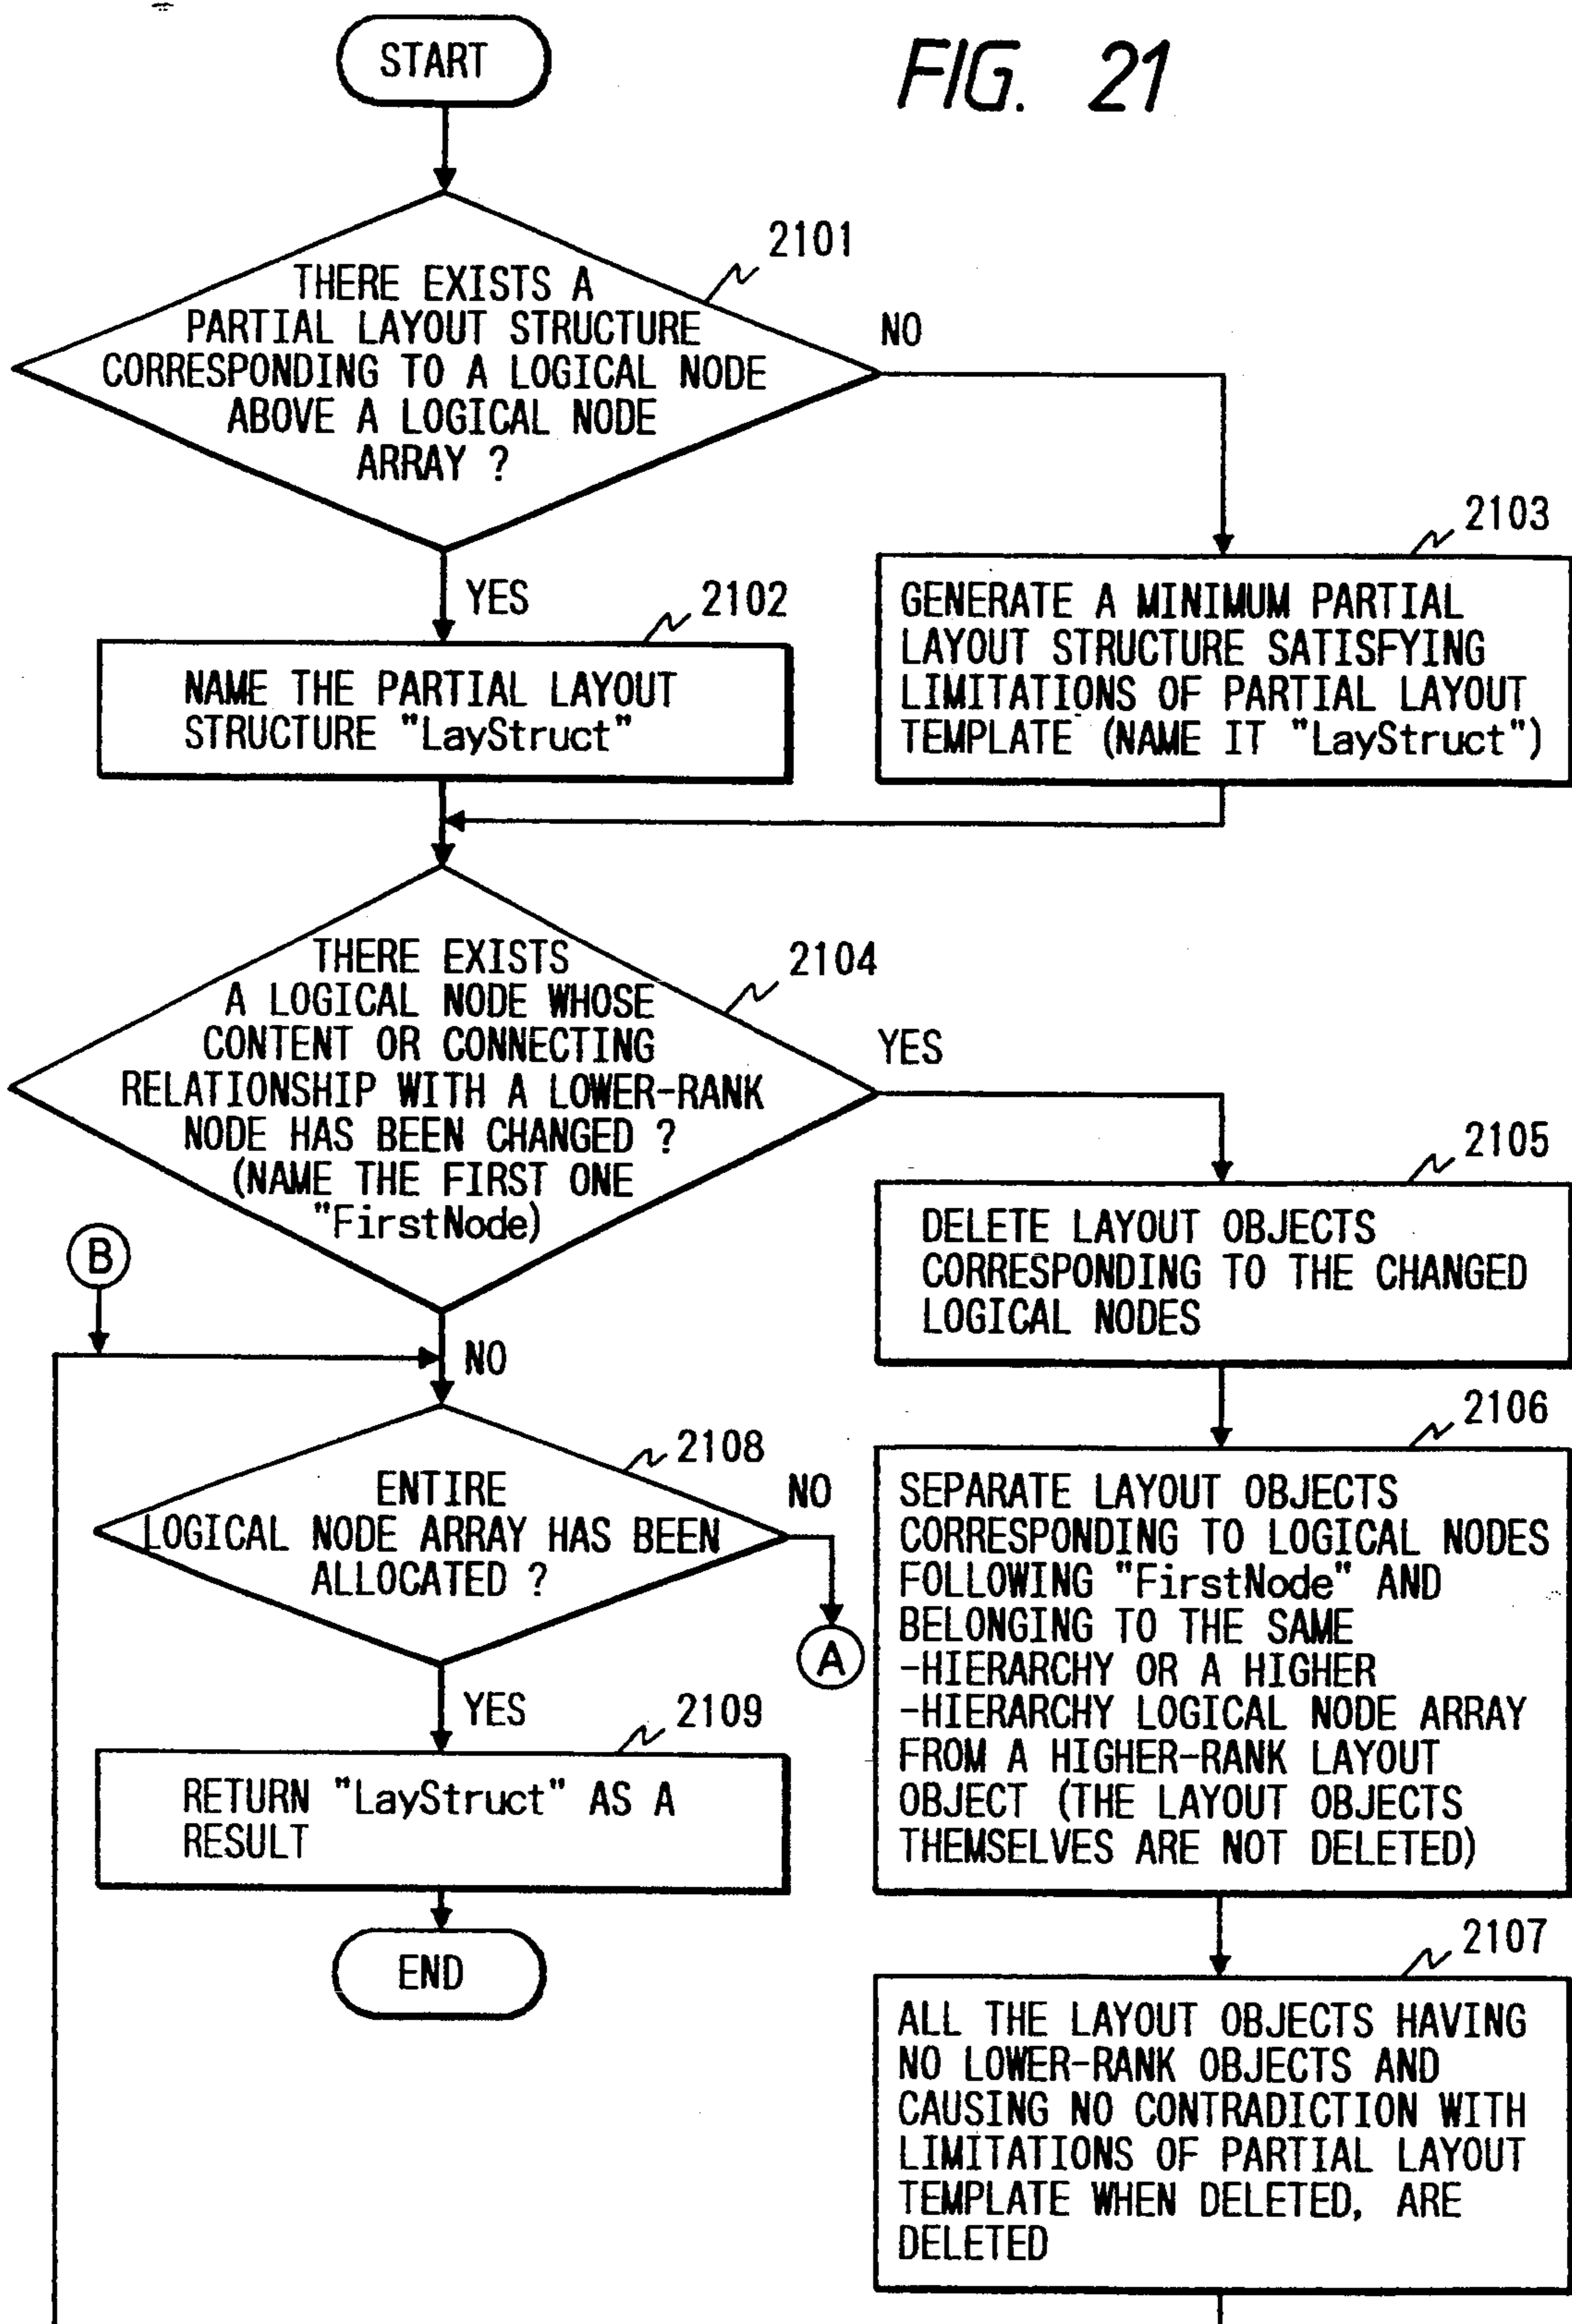 START
FIG. 21
2101
THERE EXISTS A
PARTIAL LAYOUT STRUCTURE
CORRESPONDING TO A LOGICAL NODE
ABOVE A LOGICAL NODE
ARRAY ?
NO
YES
2102
NAME THE PARTIAL LAYOUT
STRUCTURE "LayStruct"
2103
GENERATE A MINIMUM PARTIAL
LAYOUT STRUCTURE SATISFYING
LIMITATIONS OF PARTIAL LAYOUT
TEMPLATE (NAME IT "LayStruct")
2104
THERE EXISTS
A LOGICAL NODE WHOSE
CONTENT OR CONNECTING
RELATIONSHIP WITH A LOWER-RANK
NODE HAS BEEN CHANGED ?
(NAME THE FIRST ONE
"FirstNode)
YES
2105
DELETE LAYOUT OBJECTS
CORRESPONDING TO THE CHANGED
LOGICAL NODES
B
NO
2108
ENTIRE
LOGICAL NODE ARRAY HAS BEEN
ALLOCATED ?
NO
A
YES
2106
SEPARATE LAYOUT OBJECTS
CORRESPONDING TO LOGICAL NODES
FOLLOWING "FirstNode" AND
BELONGING TO THE SAME
-HIERARCHY OR A HIGHER
-HIERARCHY LOGICAL NODE ARRAY
FROM A HIGHER-RANK LAYOUT
OBJECT (THE LAYOUT OBJECTS
THEMSELVES ARE NOT DELETED)
2109
RETURN "LayStruct" AS A
RESULT
END
2107
ALL THE LAYOUT OBJECTS HAVING
NO LOWER-RANK OBJECTS AND
CAUSING NO CONTRADICTION WITH
LIMITATIONS OF PARTIAL LAYOUT
TEMPLATE WHEN DELETED, ARE
DELETED